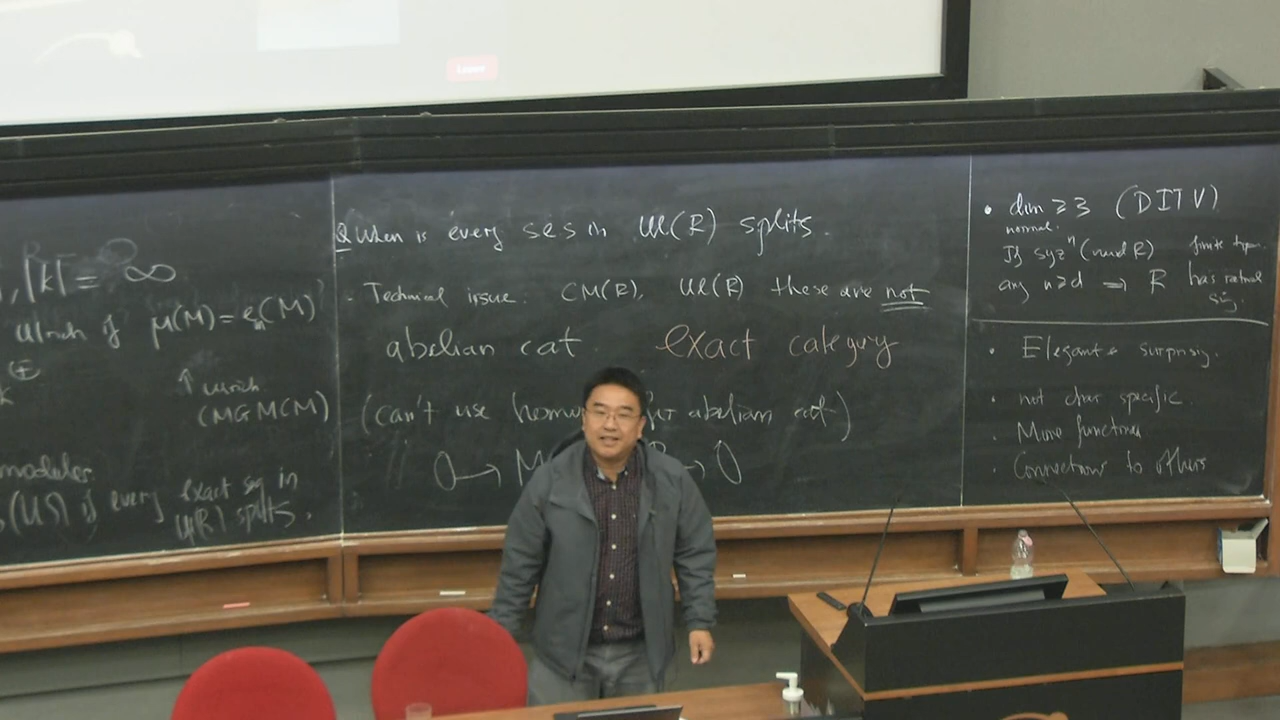 Leave
, |k| = ∞
Ulrich if μ(M) = e_m(M)
⊕
k
↑ Ulrich
(MGMCM)
modules
(US) if every exact seq in
Ul(R) splits.
Q When is every ses in Ul(R) splits.
· Technical issue: CM(R), Ul(R) these are not
abelian cat exact category
(can't use for abelian cat)
0 → M → 0
• dim ≥ 3 (DITV)
normal.
If syz^n (mod R) finite type
any n ≥ d ⇒ R has rational
sing.
· Elegant &
· not char specific.
· More functions
· Connections to others